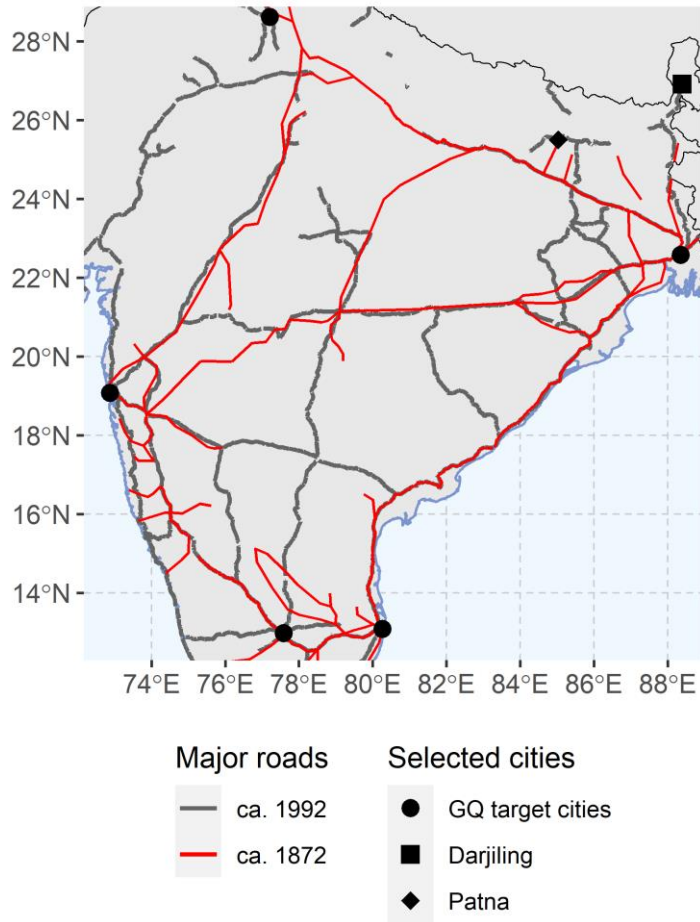 28°N
26°N
24°N
22°N
20°N
18°N
16°N
14°N
74°E 76°E 78°E 80°E 82°E 84°E 86°E 88°E
Major roads
ca. 1992
ca. 1872
Selected cities
GQ target cities
Darjiling
Patna